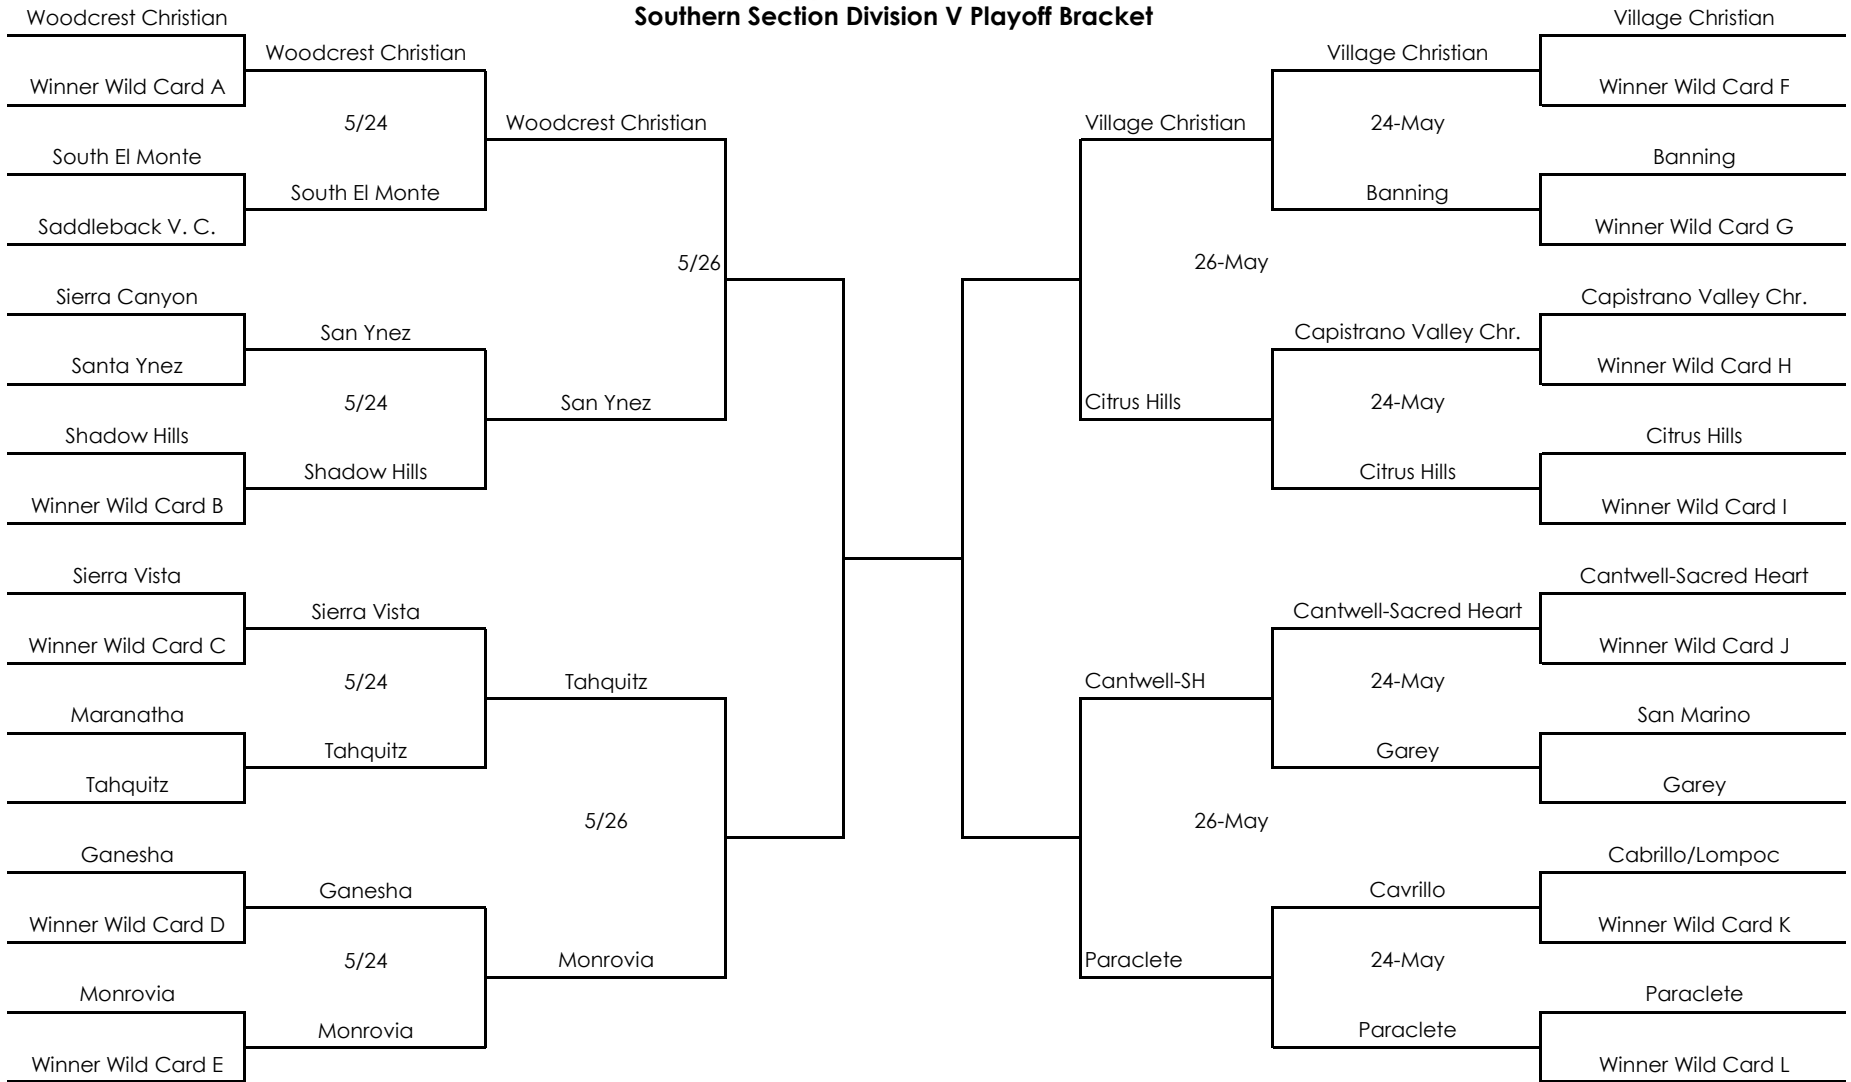 Southern Section Division V Playoff Bracket
Woodcrest Christian
Woodcrest Christian
Winner Wild Card A
5/24
Woodcrest Christian
South El Monte
South El Monte
Saddleback V. C.
5/26
Sierra Canyon
San Ynez
Santa Ynez
5/24
San Ynez
Shadow Hills
Shadow Hills
Winner Wild Card B
Sierra Vista
Sierra Vista
Winner Wild Card C
5/24
Tahquitz
Maranatha
Tahquitz
Tahquitz
5/26
Ganesha
Ganesha
Winner Wild Card D
5/24
Monrovia
Monrovia
Monrovia
Winner Wild Card E
Village Christian
Village Christian
Winner Wild Card F
Village Christian
24-May
Banning
Banning
Winner Wild Card G
26-May
Capistrano Valley Chr.
Capistrano Valley Chr.
Winner Wild Card H
Citrus Hills
24-May
Citrus Hills
Citrus Hills
Winner Wild Card I
Cantwell-Sacred Heart
Cantwell-Sacred Heart
Winner Wild Card J
Cantwell-SH
24-May
San Marino
Garey
Garey
26-May
Cabrillo/Lompoc
Cavrillo
Winner Wild Card K
Paraclete
24-May
Paraclete
Paraclete
Winner Wild Card L